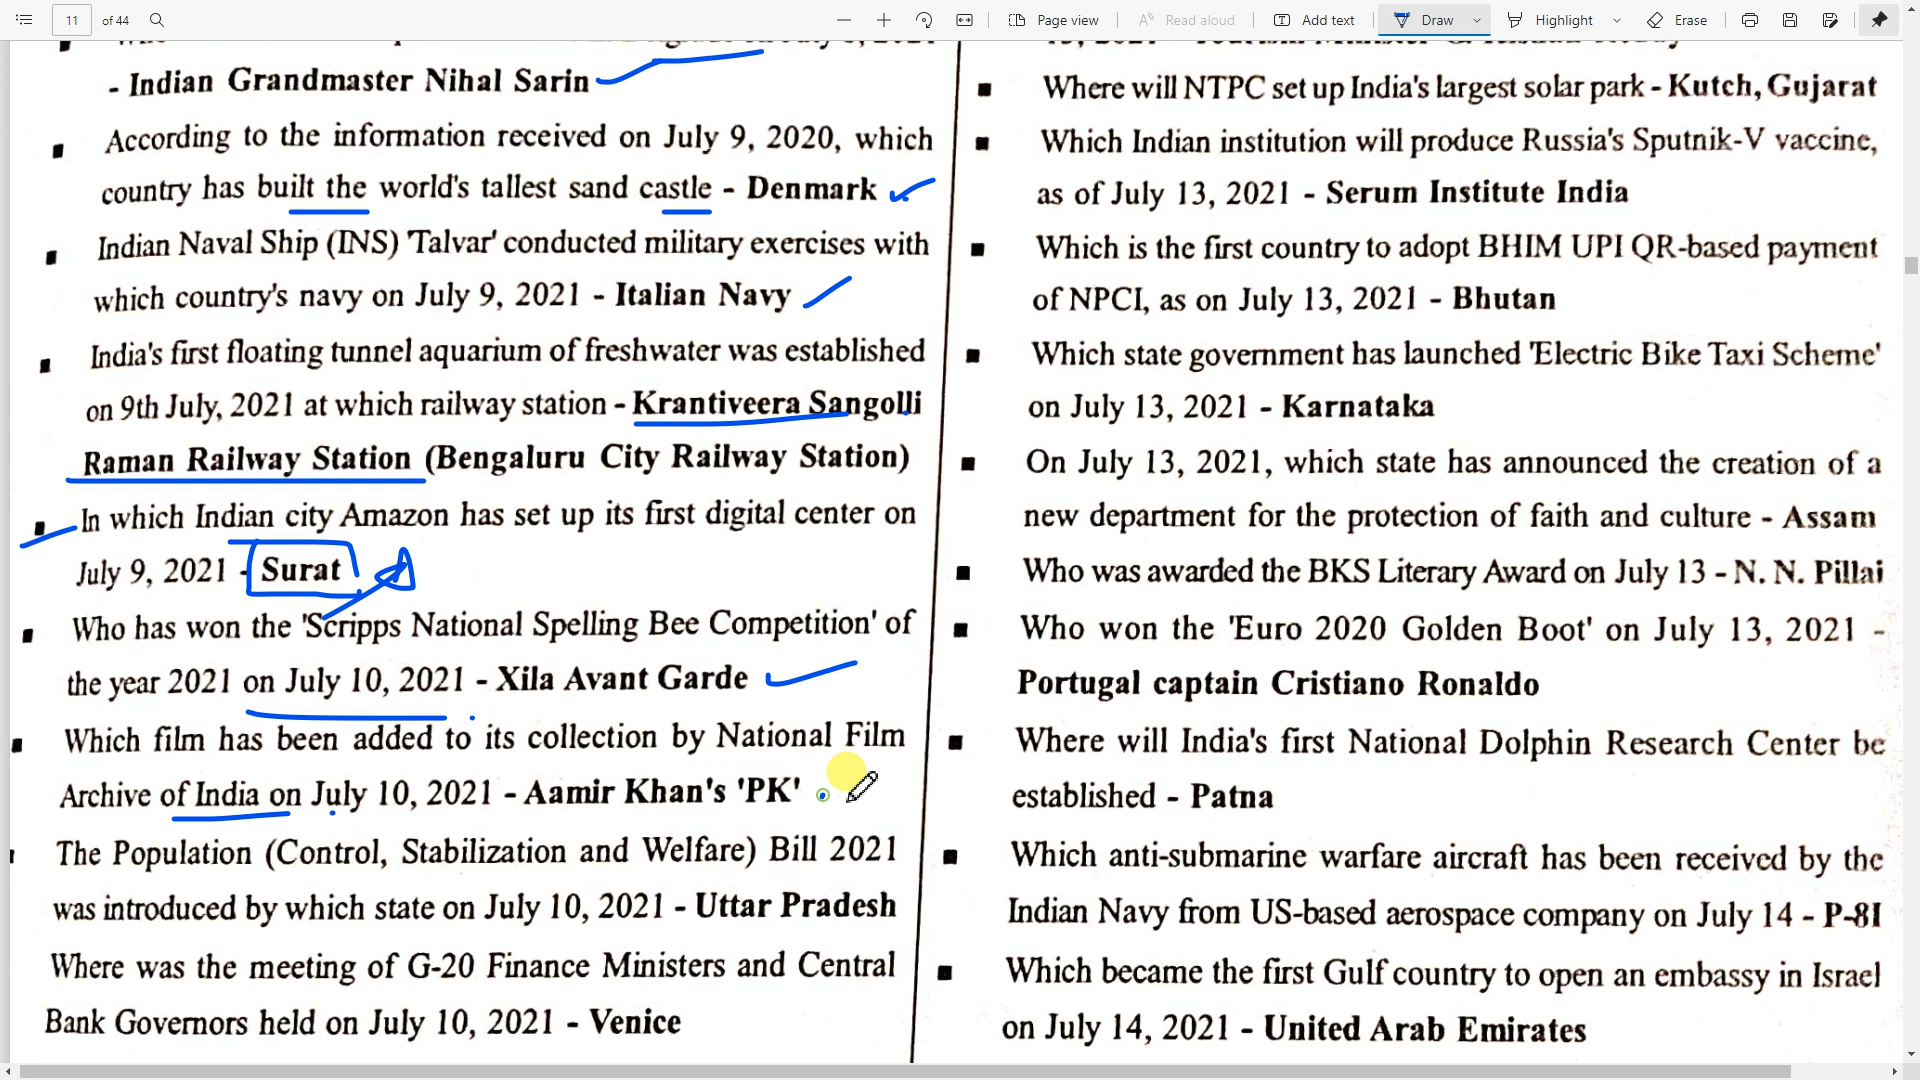 11 of 44
Page view
Read aloud
Add text
Draw
Highlight
Erase
- Indian Grandmaster Nihal Sarin
According to the information received on July 9, 2020, which
country has built the world's tallest sand castle - Denmark
Indian Naval Ship (INS) 'Talvar' conducted military exercises with
which country's navy on July 9, 2021 - Italian Navy
India's first floating tunnel aquarium of freshwater was established
on 9th July, 2021 at which railway station - Krantiveera Sangolli
Raman Railway Station (Bengaluru City Railway Station)
In which Indian city Amazon has set up its first digital center on
July 9, 2021 - Surat
Who has won the 'Scripps National Spelling Bee Competition' of
the year 2021 on July 10, 2021 - Xila Avant Garde
Which film has been added to its collection by National Film
Archive of India on July 10, 2021 - Aamir Khan's 'PK'
The Population (Control, Stabilization and Welfare) Bill 2021
was introduced by which state on July 10, 2021 - Uttar Pradesh
Where was the meeting of G-20 Finance Ministers and Central
Bank Governors held on July 10, 2021 - Venice
Where will NTPC set up India's largest solar park - Kutch, Gujarat
Which Indian institution will produce Russia's Sputnik-V vaccine,
as of July 13, 2021 - Serum Institute India
Which is the first country to adopt BHIM UPI QR-based payment
of NPCI, as on July 13, 2021 - Bhutan
Which state government has launched 'Electric Bike Taxi Scheme'
on July 13, 2021 - Karnataka
On July 13, 2021, which state has announced the creation of a
new department for the protection of faith and culture - Assam
Who was awarded the BKS Literary Award on July 13 - N. N. Pillai
Who won the 'Euro 2020 Golden Boot' on July 13, 2021 -
Portugal captain Cristiano Ronaldo
Where will India's first National Dolphin Research Center be
established - Patna
Which anti-submarine warfare aircraft has been received by the
Indian Navy from US-based aerospace company on July 14 - P-8I
Which became the first Gulf country to open an embassy in Israel
on July 14, 2021 - United Arab Emirates